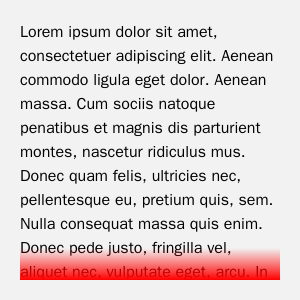 Lorem ipsum dolor sit amet,
consectetuer adipiscing elit. Aenean
commodo ligula eget dolor. Aenean
massa. Cum sociis natoque
penatibus et magnis dis parturient
montes, nascetur ridiculus mus.
Donec quam felis, ultricies nec,
pellentesque eu, pretium quis, sem.
Nulla consequat massa quis enim.
Donec pede justo, fringilla vel,
aliquet nec, vulputate eget, arcu. In